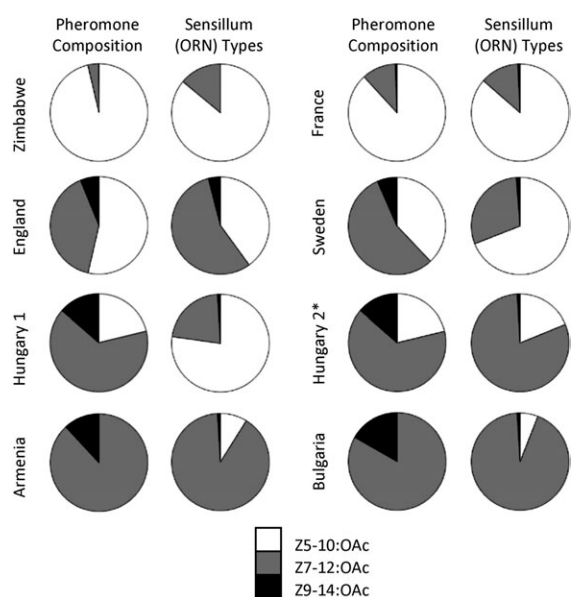 Pheromone Composition
Sensillum (ORN) Types
Pheromone Composition
Sensillum (ORN) Types
Zimbabwe
France
England
Sweden
Hungary 1
Hungary 2*
Armenia
Bulgaria
Z5-10:OAc
Z7-12:OAc
Z9-14:OAc